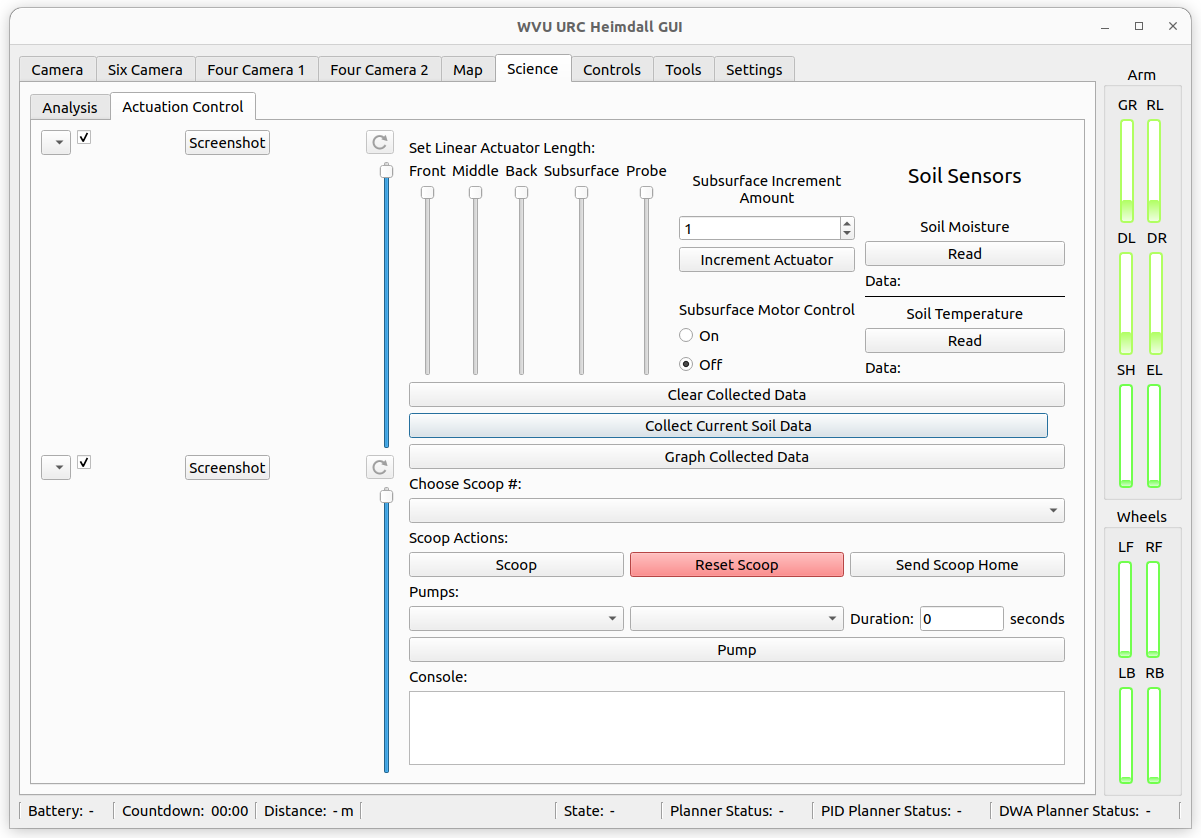 WVU URC Heimdall GUI
Camera Six Camera Four Camera 1 Four Camera 2 Map Science Controls Tools Settings
Analysis Actuation Control
Screenshot
Set Linear Actuator Length:
Front Middle Back Subsurface Probe
Subsurface Increment
Amount
1
Increment Actuator
Subsurface Motor Control
On
Off
Soil Sensors
Soil Moisture
Read
Data:
Soil Temperature
Read
Data:
Clear Collected Data
Collect Current Soil Data
Graph Collected Data
Screenshot
Choose Scoop #:
Scoop Actions:
Scoop Reset Scoop Send Scoop Home
Pumps:
Duration: 0 seconds
Pump
Console:
Arm
GR RL
DL DR
SH EL
Wheels
LF RF
LB RB
Battery: - Countdown: 00:00 Distance: - m State: - Planner Status: - PID Planner Status: - DWA Planner Status: -